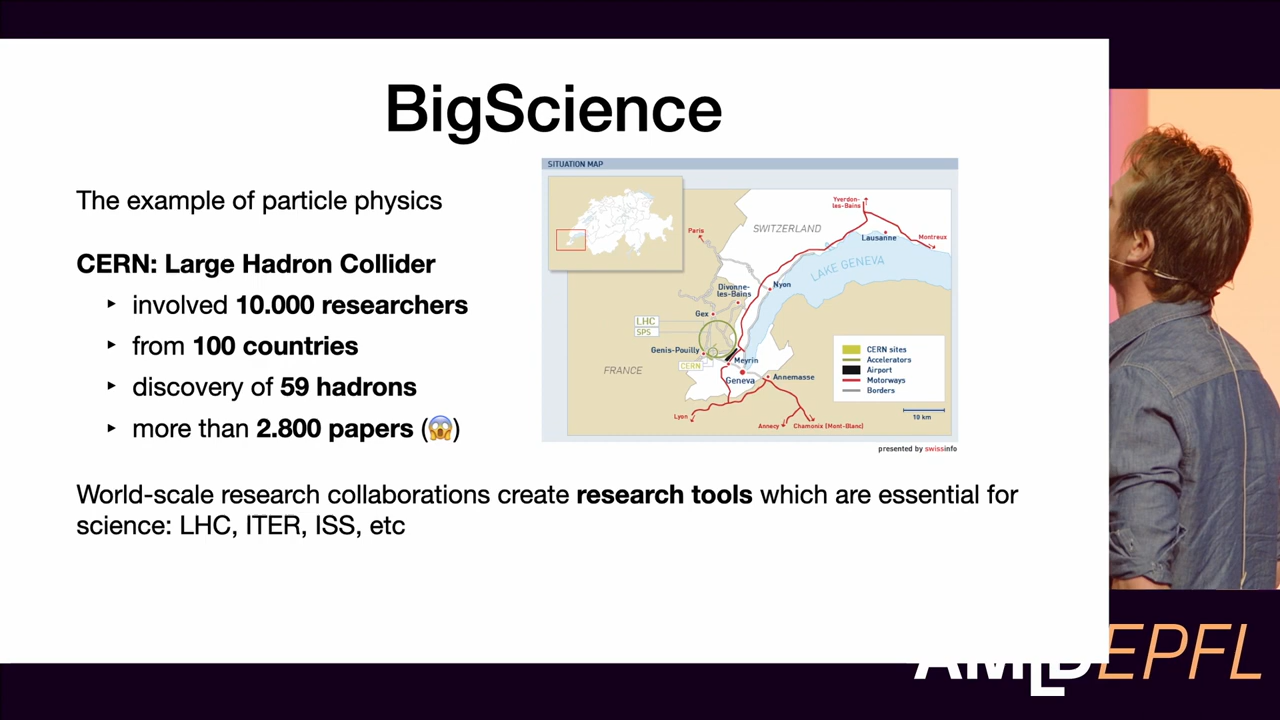 BigScience
The example of particle physics
CERN: Large Hadron Collider
‣ involved 10.000 researchers
‣ from 100 countries
‣ discovery of 59 hadrons
‣ more than 2.800 papers (😱)
SITUATION MAP
Yverdon-
les-Bains
Paris
SWITZERLAND
Lausanne
Montreux
LAKE GENEVA
Divonne-
les-Bains
Nyon
Gex
LHC
SPS
Genis-Pouilly
CERN
Meyrin
FRANCE
Geneva
Annemasse
Lyon
Annecy
Chamonix (Mont-Blanc)
CERN sites
Accelerators
Airport
Motorways
Borders
10 km
presented by swissinfo
World-scale research collaborations create research tools which are essential for
science: LHC, ITER, ISS, etc
AMLDEPFL